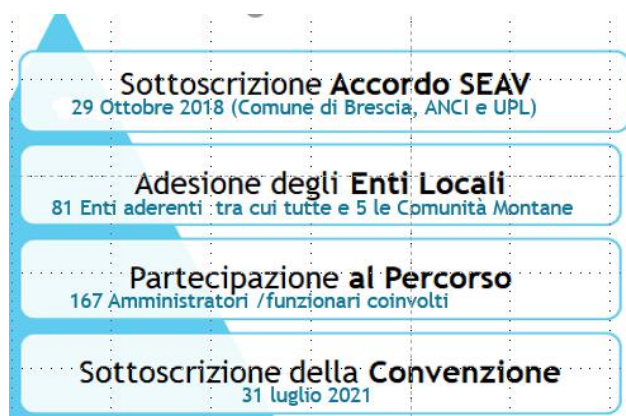 Sottoscrizione Accordo SEAV
29 Ottobre 2018 (Comune di Brescia, ANCI e UPL)
Adesione degli Enti Locali
81 Enti aderenti tra cui tutte e 5 le Comunità Montane
Partecipazione al Percorso
167 Amministratori /funzionari coinvolti
Sottoscrizione della Convenzione
31 luglio 2021